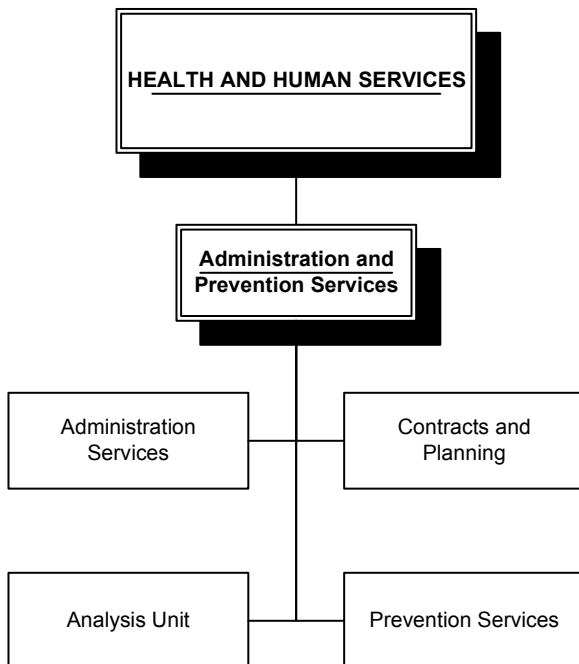 HEALTH AND HUMAN SERVICES
Administration and
Prevention Services
Administration
Services
Contracts and
Planning
Analysis Unit
Prevention Services